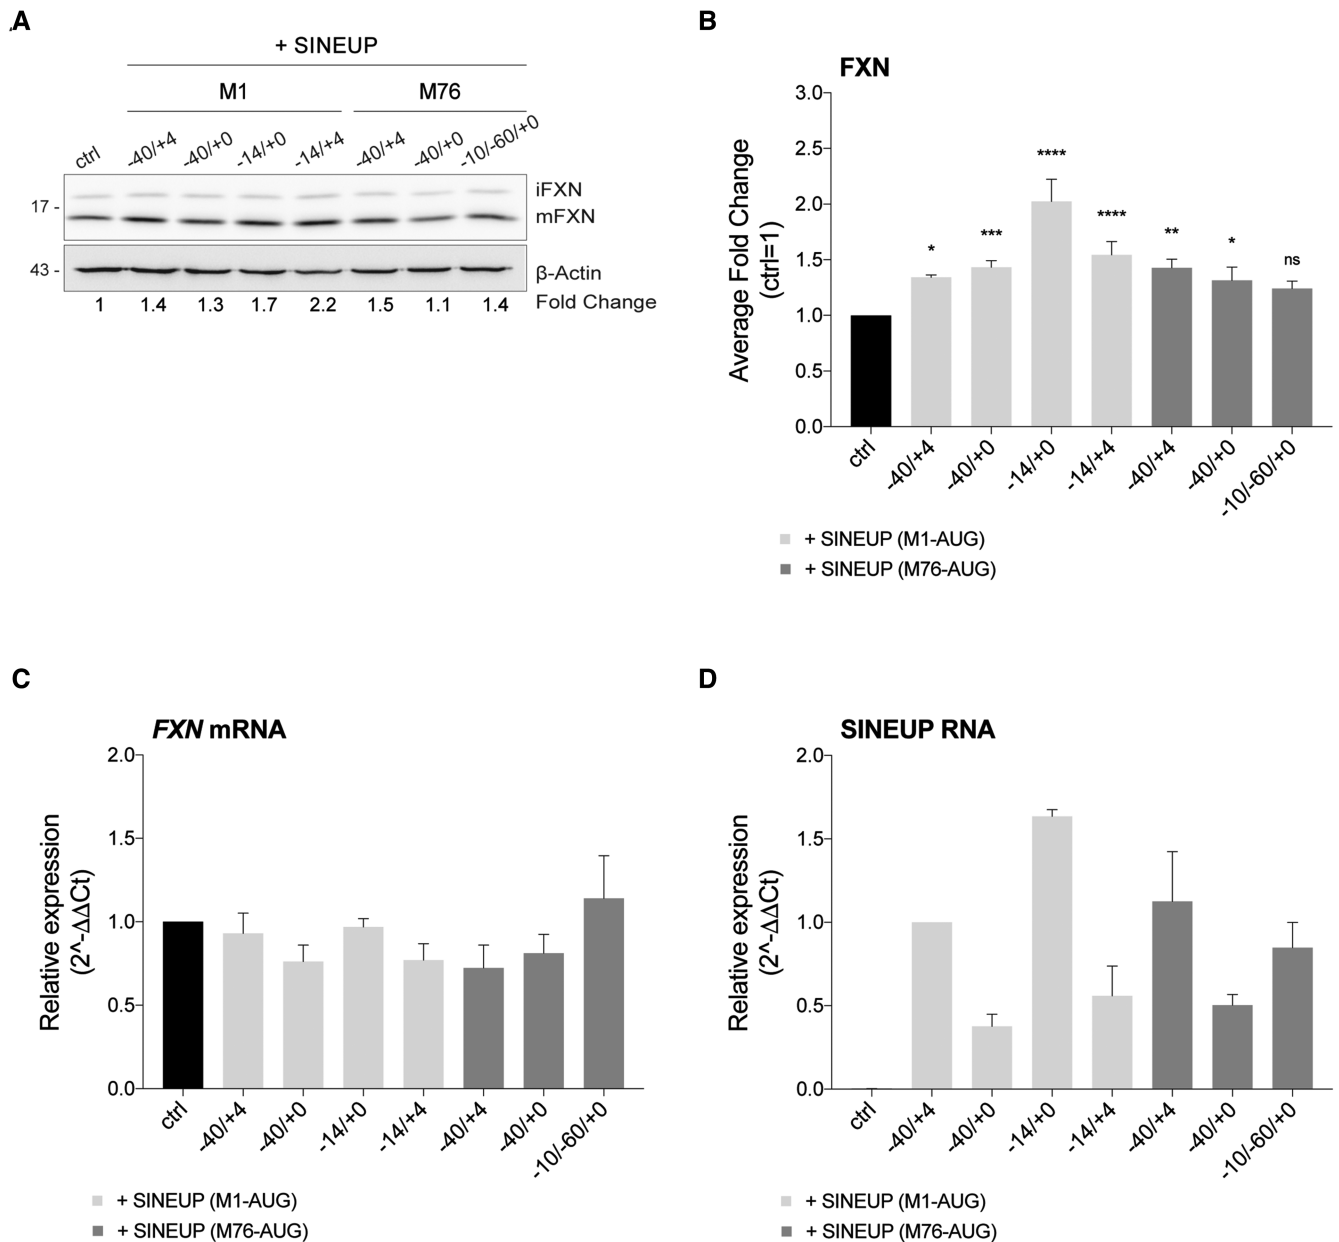 A
+ SINEUP
M1 M76
ctrl -40/+4 -40/+0 -14/+0 -14/+4 -40/+4 -40/+0 -10/-60/+0
iFXN
17 -
mFXN
43 -
β-Actin
1 1.4 1.3 1.7 2.2 1.5 1.1 1.4 Fold Change
B
FXN
Average Fold Change
(ctrl=1)
3.0
2.5
2.0
1.5
1.0
0.5
0.0
* *** **** **** ** * ns
ctrl -40/+4 -40/+0 -14/+0 -14/+4 -40/+4 -40/+0 -10/-60/+0
+ SINEUP (M1-AUG)
+ SINEUP (M76-AUG)
C
FXN mRNA
Relative expression
(2^-ΔΔCt)
2.0
1.5
1.0
0.5
0.0
ctrl -40/+4 -40/+0 -14/+0 -14/+4 -40/+4 -40/+0 -10/-60/+0
+ SINEUP (M1-AUG)
+ SINEUP (M76-AUG)
D
SINEUP RNA
Relative expression
(2^-ΔΔCt)
2.0
1.5
1.0
0.5
0.0
ctrl -40/+4 -40/+0 -14/+0 -14/+4 -40/+4 -40/+0 -10/-60/+0
+ SINEUP (M1-AUG)
+ SINEUP (M76-AUG)